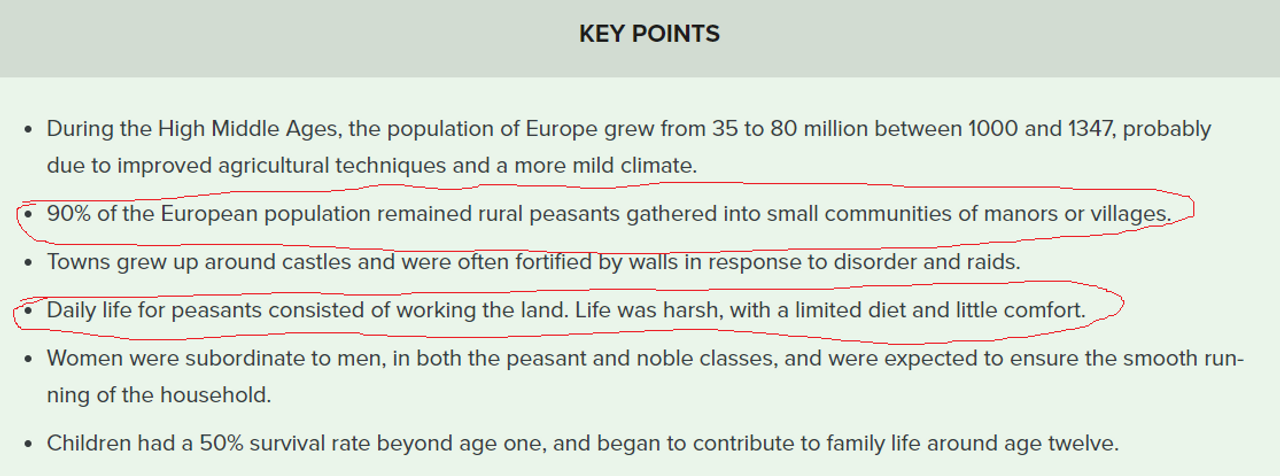 KEY POINTS
• During the High Middle Ages, the population of Europe grew from 35 to 80 million between 1000 and 1347, probably
due to improved agricultural techniques and a more mild climate.
• 90% of the European population remained rural peasants gathered into small communities of manors or villages.
• Towns grew up around castles and were often fortified by walls in response to disorder and raids.
• Daily life for peasants consisted of working the land. Life was harsh, with a limited diet and little comfort.
• Women were subordinate to men, in both the peasant and noble classes, and were expected to ensure the smooth run-
ning of the household.
• Children had a 50% survival rate beyond age one, and began to contribute to family life around age twelve.